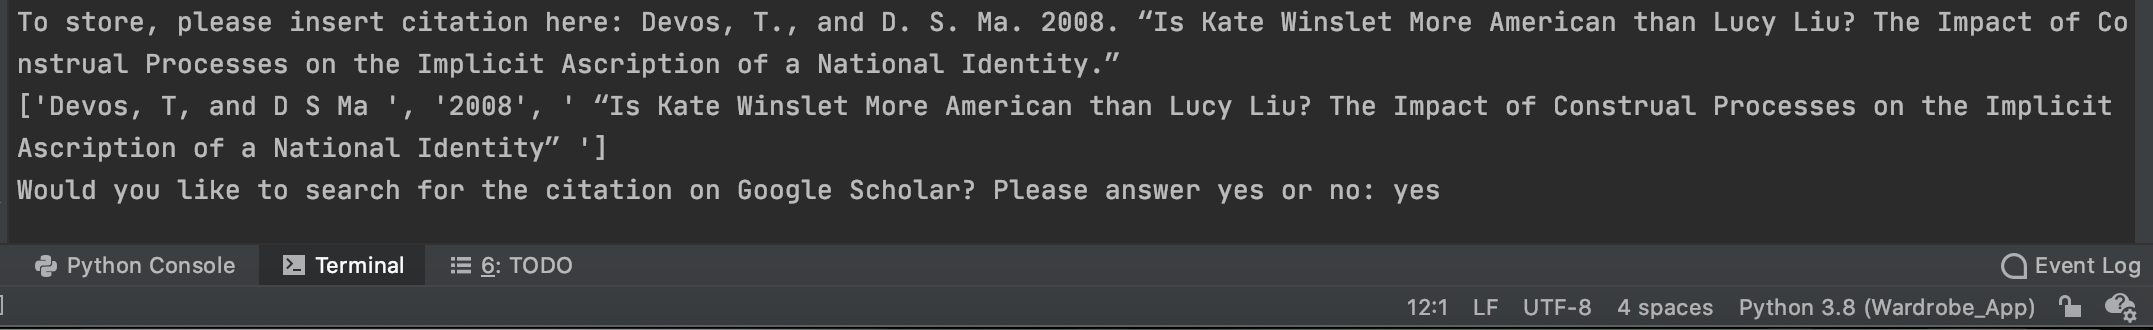 To store, please insert citation here: Devos, T., and D. S. Ma. 2008. “Is Kate Winslet More American than Lucy Liu? The Impact of Co
nstrual Processes on the Implicit Ascription of a National Identity.”
['Devos, T, and D S Ma ', '2008', ' “Is Kate Winslet More American than Lucy Liu? The Impact of Construal Processes on the Implicit
Ascription of a National Identity” ']
Would you like to search for the citation on Google Scholar? Please answer yes or no: yes
Python Console Terminal 6: TODO Event Log
12:1 LF UTF-8 4 spaces Python 3.8 (Wardrobe_App)